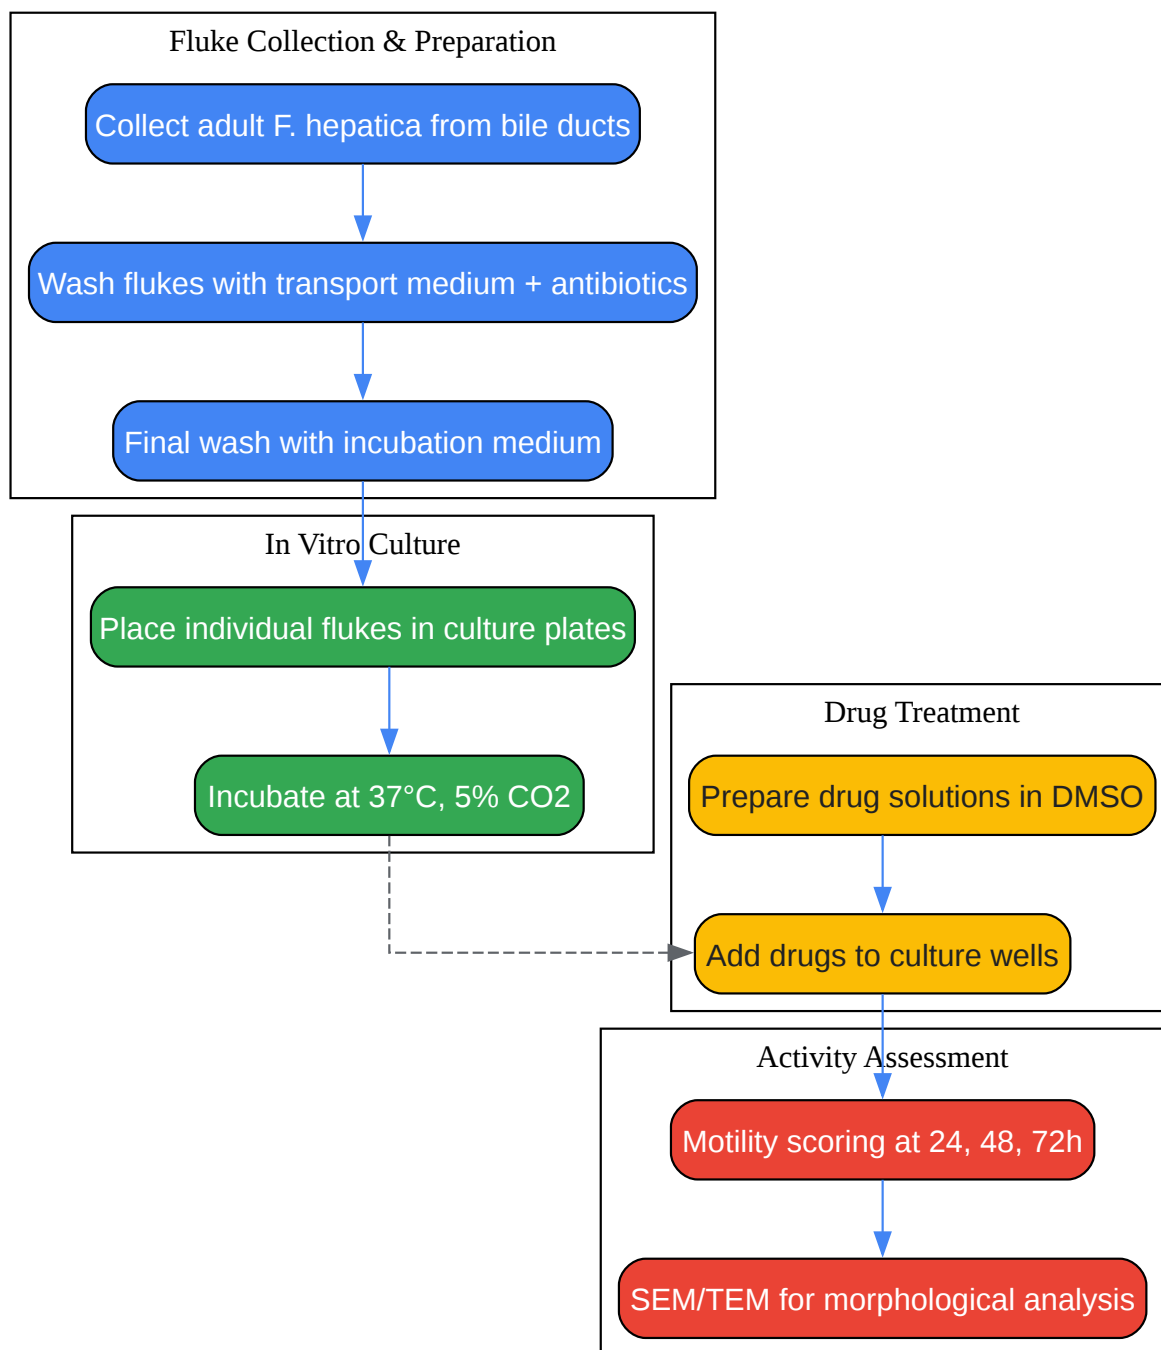 Fluke Collection & Preparation
Collect adult F. hepatica from bile ducts
Wash flukes with transport medium + antibiotics
Final wash with incubation medium
In Vitro Culture
Place individual flukes in culture plates
Incubate at 37°C, 5% CO2
Drug Treatment
Prepare drug solutions in DMSO
Add drugs to culture wells
Activity Assessment
Motility scoring at 24, 48, 72h
SEM/TEM for morphological analysis